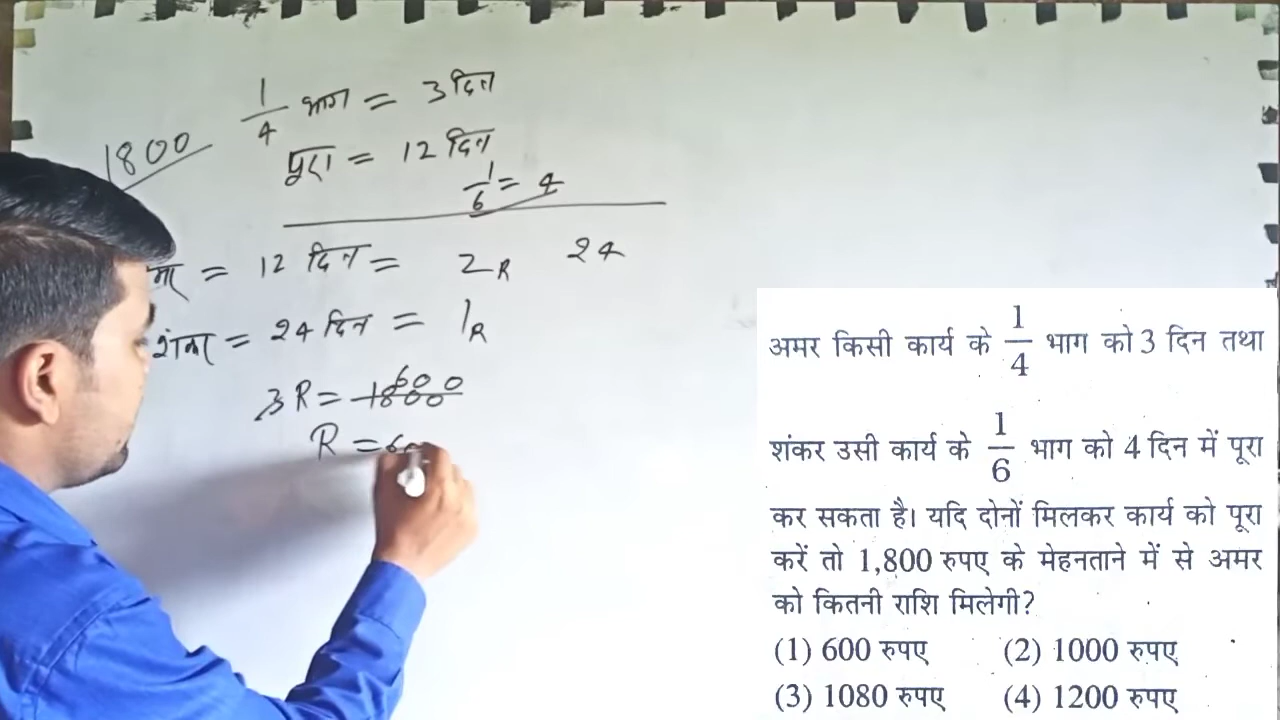 1/4 भाग = 3 दिन
1800
पूरा = 12 दिन
1/6 = 4
= 12 दिन = 2R 24
शंकर = 24 दिन = 1R
3R = 1800 600
R = 60
अमर किसी कार्य के 1/4 भाग को 3 दिन तथा
शंकर उसी कार्य के 1/6 भाग को 4 दिन में पूरा
कर सकता है। यदि दोनों मिलकर कार्य को पूरा
करें तो 1,800 रुपए के मेहनताने में से अमर
को कितनी राशि मिलेगी?
(1) 600 रुपए (2) 1000 रुपए
(3) 1080 रुपए (4) 1200 रुपए